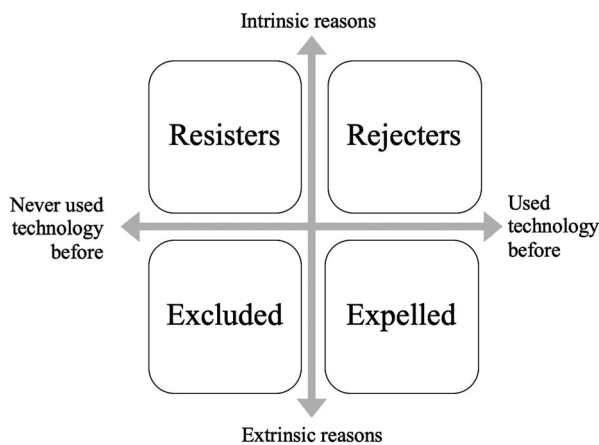 Intrinsic reasons
Resisters
Rejecters
Never used
technology
before
Used
technology
before
Excluded
Expelled
Extrinsic reasons